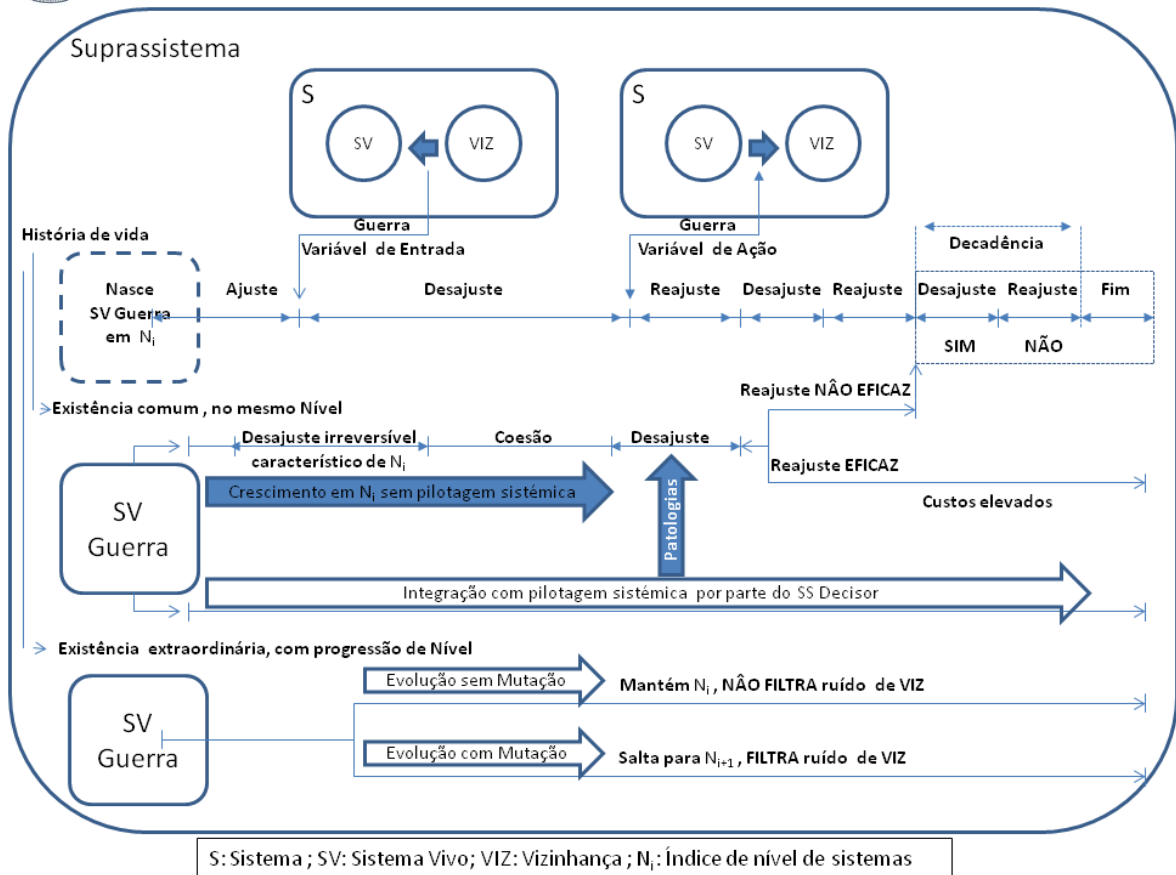 Suprassistema
S
SV
VIZ
S
SV
VIZ
Guerra
Variável de Entrada
Guerra
Variável de Ação
Decadência
História de vida
Nasce
SV Guerra
em Ni
Ajuste
Desajuste
Reajuste
Desajuste
Reajuste
Desajuste
Reajuste
Fim
SIM
NÃO
Existência comum , no mesmo Nível
Reajuste NÂO EFICAZ
Desajuste irreversível
característico de Ni
Coesão
Desajuste
Reajuste EFICAZ
Custos elevados
Crescimento em Ni sem pilotagem sistémica
Patologias
SV
Guerra
Integração com pilotagem sistémica por parte do SS Decisor
Existência extraordinária, com progressão de Nível
SV
Guerra
Evolução sem Mutação
Mantém Ni , NÂO FILTRA ruído de VIZ
Evolução com Mutação
Salta para Ni+1 , FILTRA ruído de VIZ
S: Sistema ; SV: Sistema Vivo; VIZ: Vizinhança ; Ni: Índice de nível de sistemas